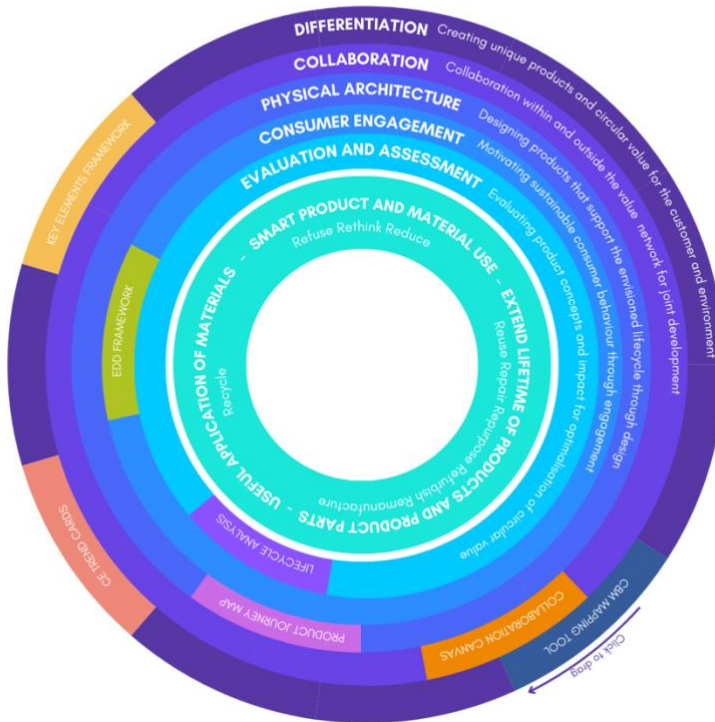 DIFFERENTIATION Creating unique products and circular value for the customer and environment
COLLABORATION Collaboration within and outside the value network for joint development
PHYSICAL ARCHITECTURE Designing products that support the envisioned lifecycle through design
CONSUMER ENGAGEMENT Motivating sustainable consumer behaviour through engagement
EVALUATION AND ASSESSMENT Evaluating product concepts and impact for optimalisation of circular value
SMART PRODUCT AND MATERIAL USE - EXTEND LIFETIME OF PRODUCTS AND PRODUCT PARTS - USEFUL APPLICATION OF MATERIALS -
Refuse Rethink Reduce
Reuse Repair Repurpose Refurbish Remanufacture
Recycle
KEY ELEMENTS FRAMEWORK
EDD FRAMEWORK
CE TREND CARDS
LIFECYCLE ANALYSIS
PRODUCT JOURNEY MAP
COLLABORATION CANVAS
CBM MAPPING TOOL
Click to drag